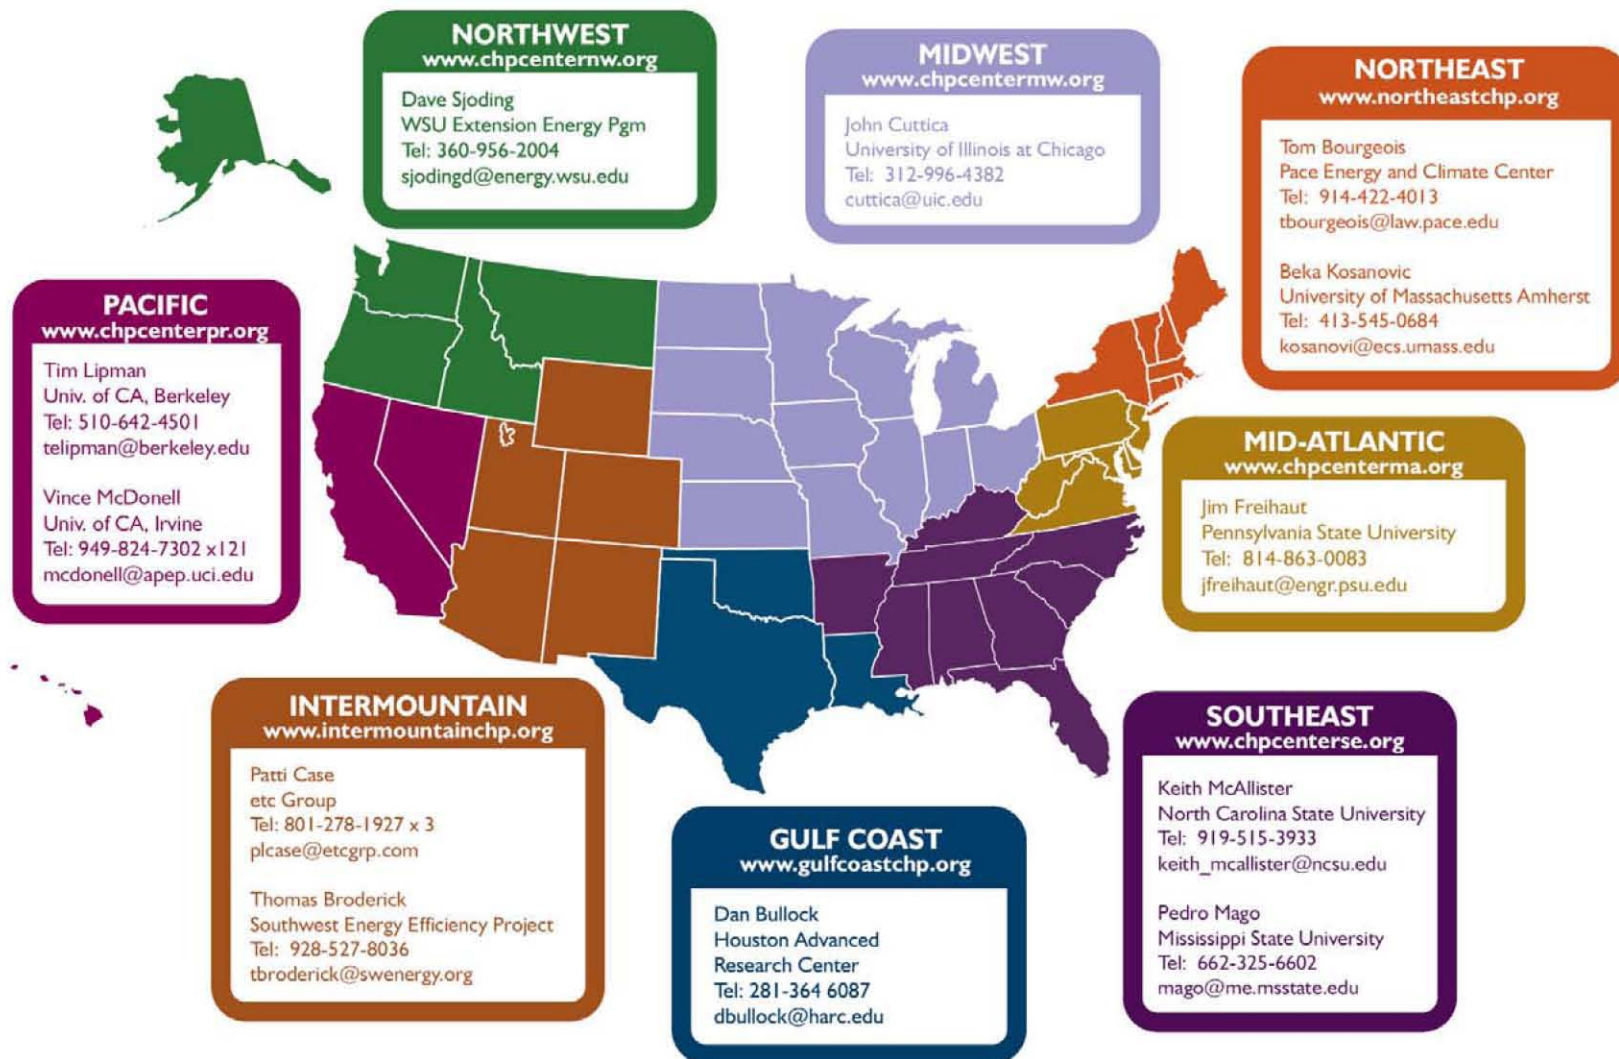 NORTHWEST
www.chpcenternw.org
Dave Sjoding
WSU Extension Energy Pgm
Tel: 360-956-2004
sjodingd@energy.wsu.edu
MIDWEST
www.chpcentermw.org
John Cuttica
University of Illinois at Chicago
Tel: 312-996-4382
cuttica@uic.edu
NORTHEAST
www.northeastchp.org
Tom Bourgeois
Pace Energy and Climate Center
Tel: 914-422-4013
tbourgeois@law.pace.edu
Beka Kosanovic
University of Massachusetts Amherst
Tel: 413-545-0684
kosanovi@ecs.umass.edu
PACIFIC
www.chpcenterpr.org
Tim Lipman
Univ. of CA, Berkeley
Tel: 510-642-4501
telipman@berkeley.edu
Vince McDonell
Univ. of CA, Irvine
Tel: 949-824-7302 x121
mcdonell@apep.uci.edu
MID-ATLANTIC
www.chpcenterma.org
Jim Freihaut
Pennsylvania State University
Tel: 814-863-0083
jfreihaut@engr.psu.edu
INTERMOUNTAIN
www.intermountainchp.org
Patti Case
etc Group
Tel: 801-278-1927 x 3
plcase@etcgrp.com
Thomas Broderick
Southwest Energy Efficiency Project
Tel: 928-527-8036
tbroderick@swenergy.org
GULF COAST
www.gulfcoastchp.org
Dan Bullock
Houston Advanced
Research Center
Tel: 281-364 6087
dbullock@harc.edu
SOUTHEAST
www.chpcenterse.org
Keith McAllister
North Carolina State University
Tel: 919-515-3933
keith_mcallister@ncsu.edu
Pedro Mago
Mississippi State University
Tel: 662-325-6602
mago@me.msstate.edu